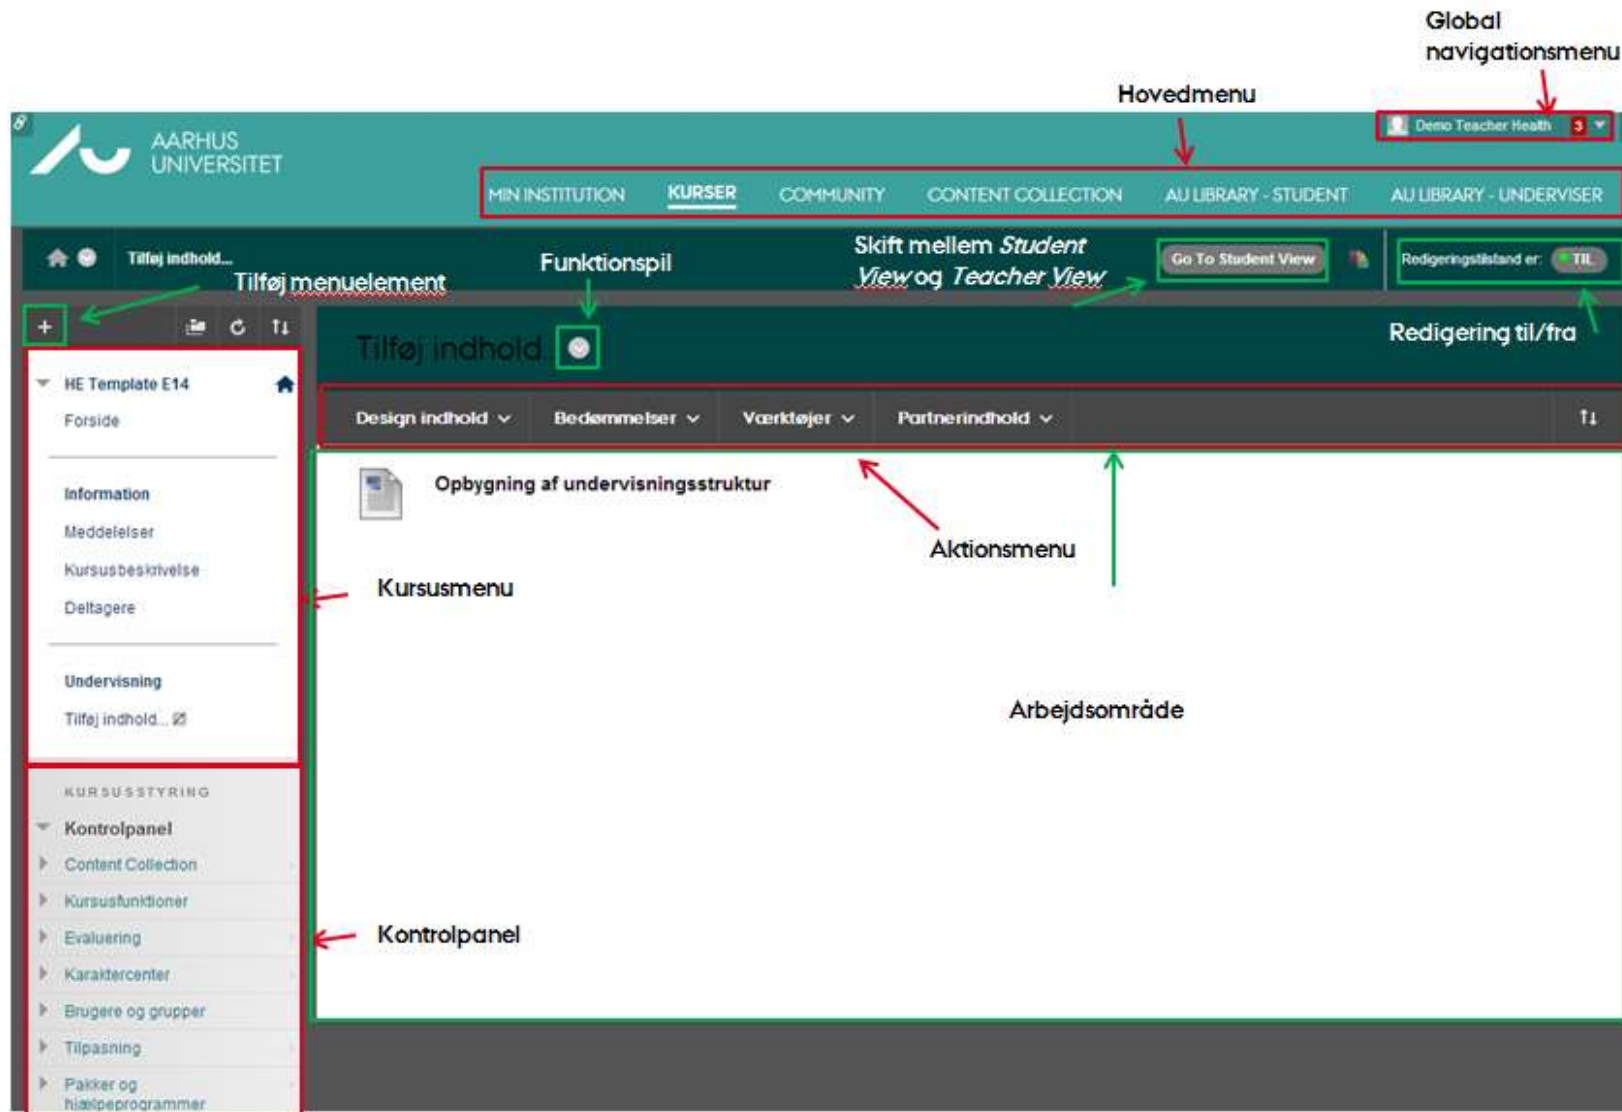 Global
navigationsmenu
Hovedmenu
Demo Teacher Health 3
AARHUS
UNIVERSITET
MIN INSTITUTION KURSER COMMUNITY CONTENT COLLECTION AU LIBRARY - STUDENT AU LIBRARY - UNDERVISER
Tilføj indhold...
Tilføj menuelement
Funktionspil
Skift mellem Student
View og Teacher View
Go To Student View
Redigeringstilstand er: TIL
Redigering til/fra
+
Tilføj indhold...
HE Template E14
Forside
Design indhold Bedømmelser Værktøjer Partnerindhold
Opbygning af undervisningsstruktur
Information
Meddelelser
Kursusbeskrivelse
Deltagere
Aktionsmenu
Kursusmenu
Undervisning
Tilføj indhold...
Arbejdsområde
KURSUSSTYRING
Kontrolpanel
Content Collection
Kursusfunktioner
Evaluering
Kontrolpanel
Karaktercenter
Brugere og grupper
Tilpasning
Pakker og
hjælpeprogrammer